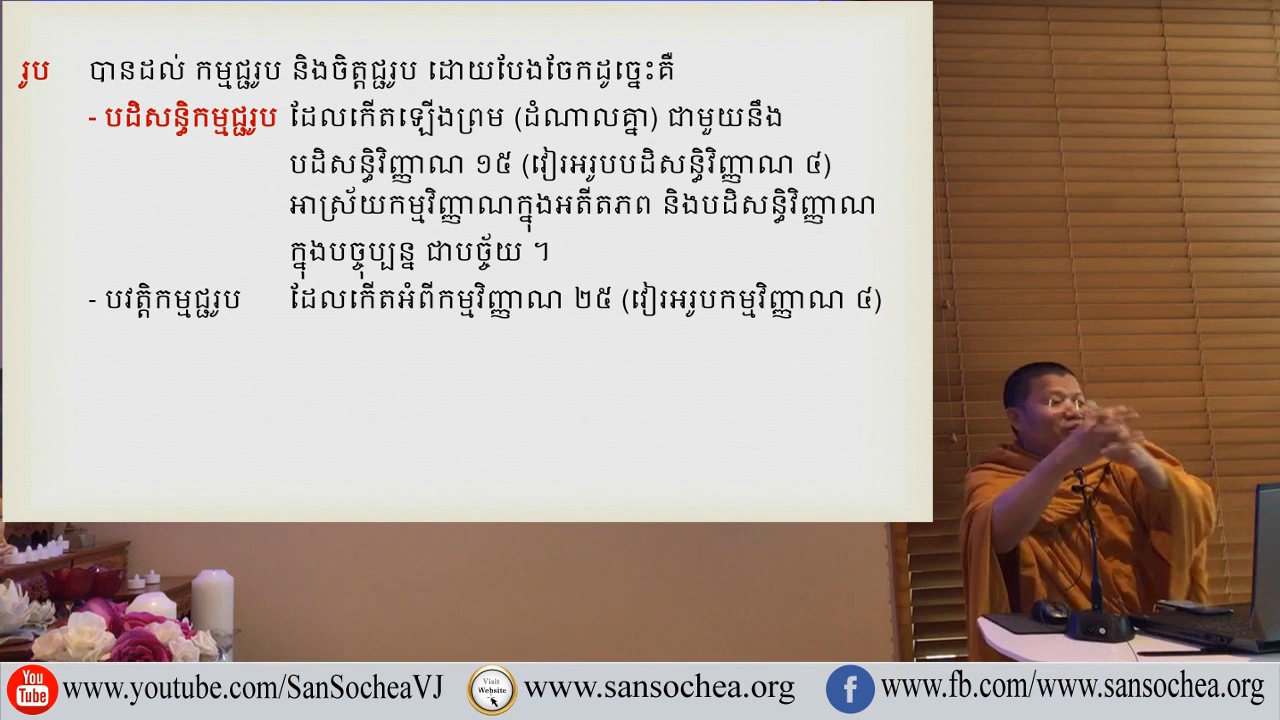 រូប បានដល់ កម្មជ្ជរូប និងចិត្តជ្ជរូប ដោយបែងចែកដូច្នេះគឺ
- បដិសន្ធិកម្មជ្ជរូប ដែលកើតឡើងព្រម (ដំណាលគ្នា) ជាមួយនឹង
បដិសន្ធិវិញ្ញាណ ១៥ (វៀរអរូបបដិសន្ធិវិញ្ញាណ ៤)
អាស្រ័យកម្មវិញ្ញាណក្នុងអតីតភព និងបដិសន្ធិវិញ្ញាណ
ក្នុងបច្ចុប្បន្ន ជាបច្ច័យ ។
- បវត្តិកម្មជ្ជរូប ដែលកើតអំពីកម្មវិញ្ញាណ ២៥ (វៀរអរូបកម្មវិញ្ញាណ ៤)
You Tube www.youtube.com/SanSocheaVJ Visit Website www.sansochea.org f www.fb.com/www.sansochea.org